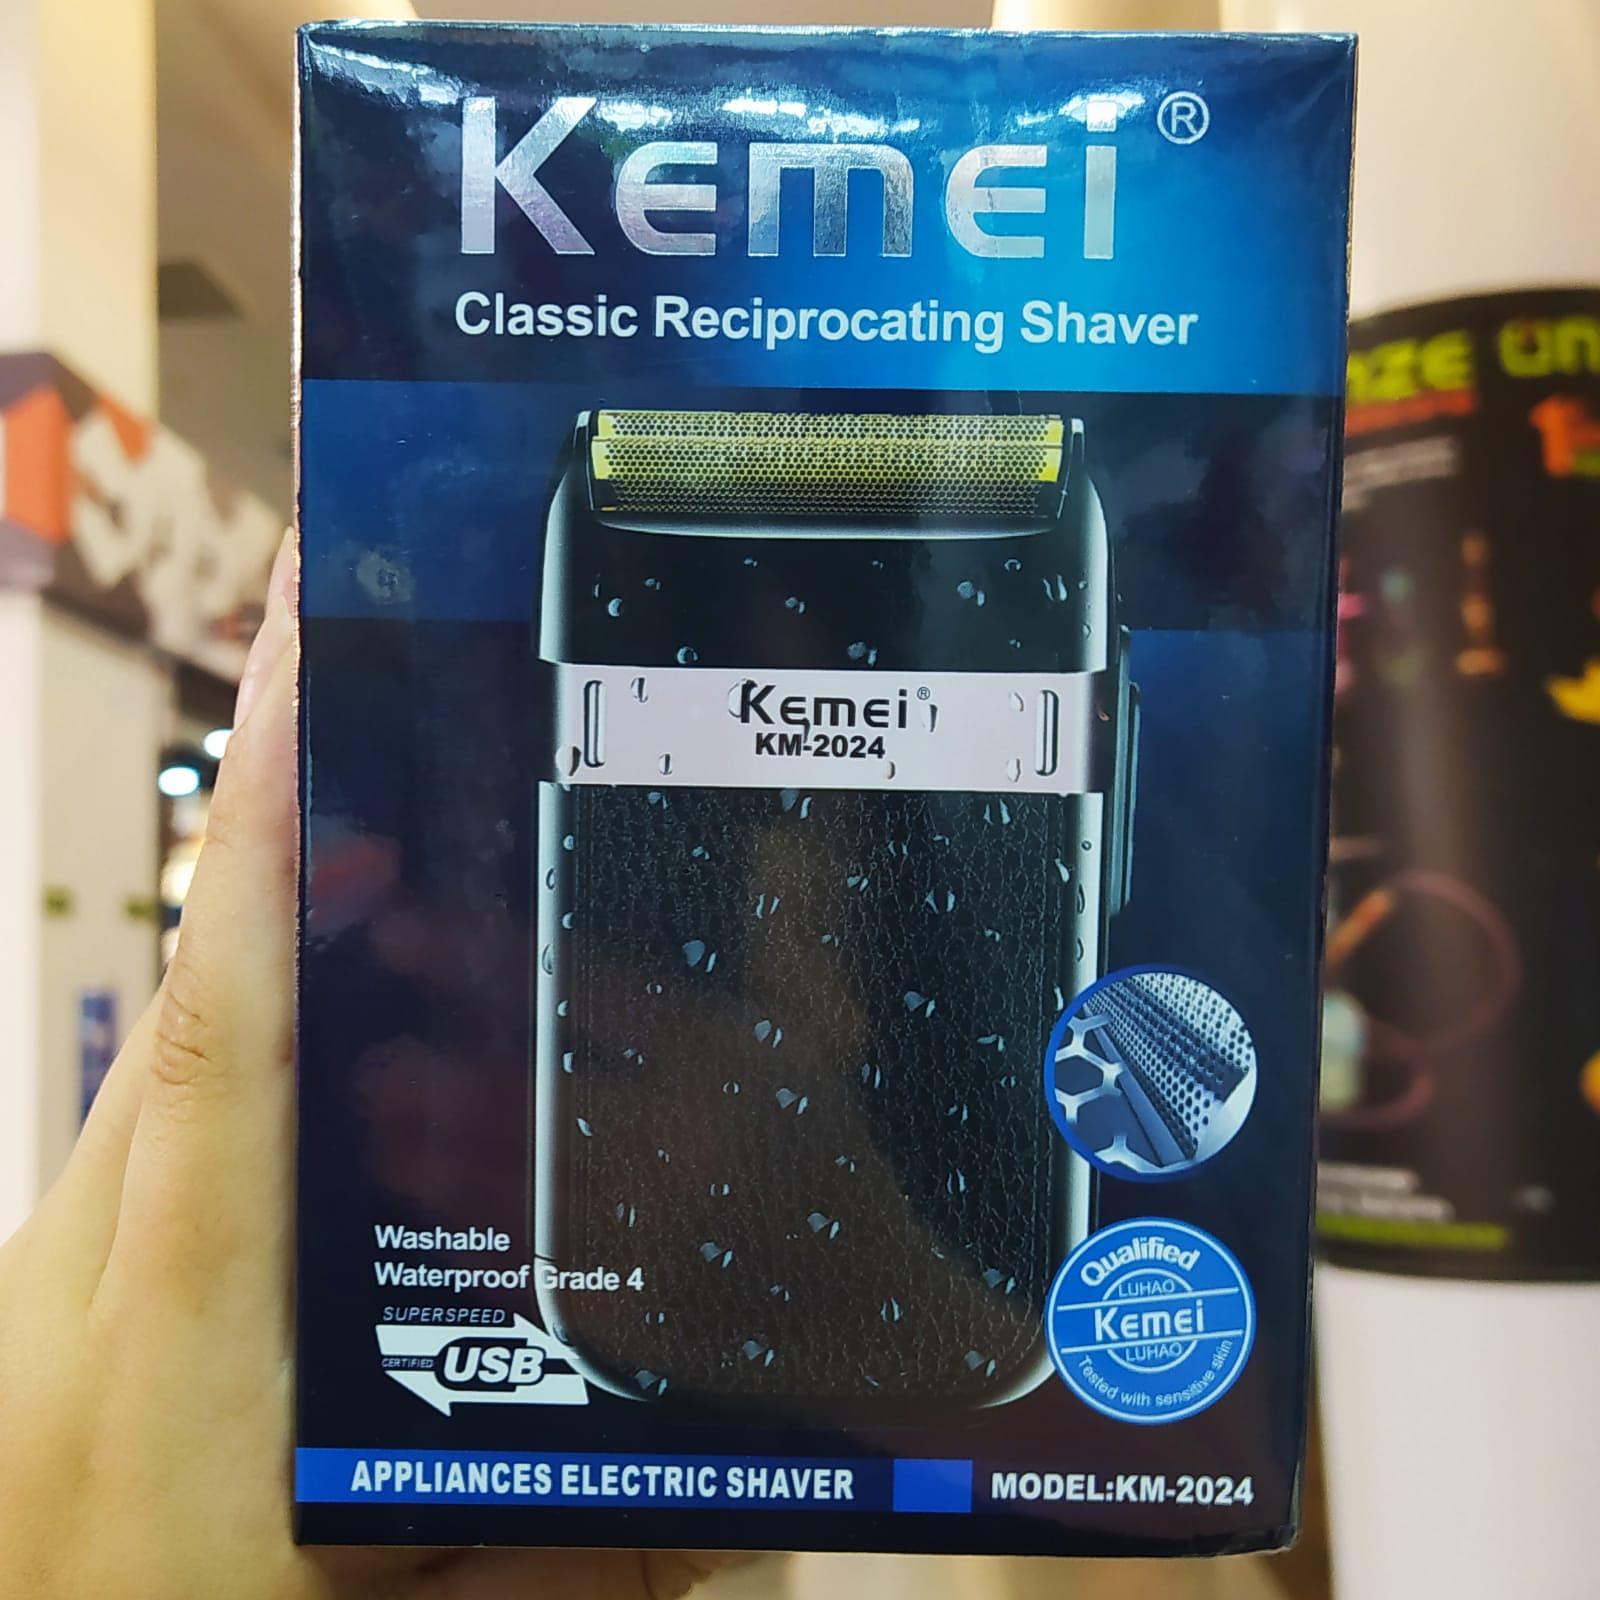 Kemei®
Classic Reciprocating Shaver
Kemei®
KM-2024
Washable
Waterproof Grade 4
SUPERSPEED
CERTIFIED USB
Qualified
LUHAO
Kemei
LUHAO
Tested with sensitive skin
APPLIANCES ELECTRIC SHAVER
MODEL:KM-2024